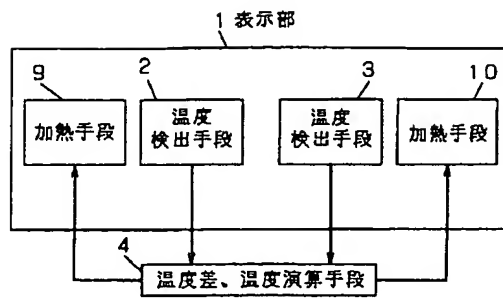 1 表示部
9
2
3
10
加熱手段
温度
検出手段
温度
検出手段
加熱手段
4
温度差、温度演算手段